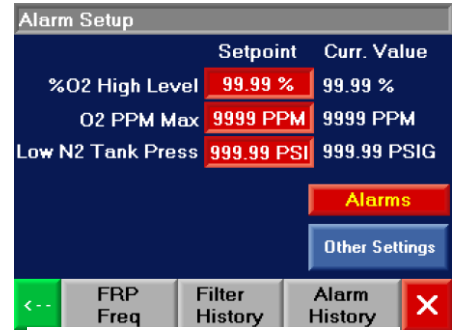 Alarm Setup
Setpoint Curr. Value
%O2 High Level 99.99 % 99.99 %
O2 PPM Max 9999 PPM 9999 PPM
Low N2 Tank Press 999.99 PSI 999.99 PSIG
Alarms
Other Settings
<-- FRP Freq Filter History Alarm History X